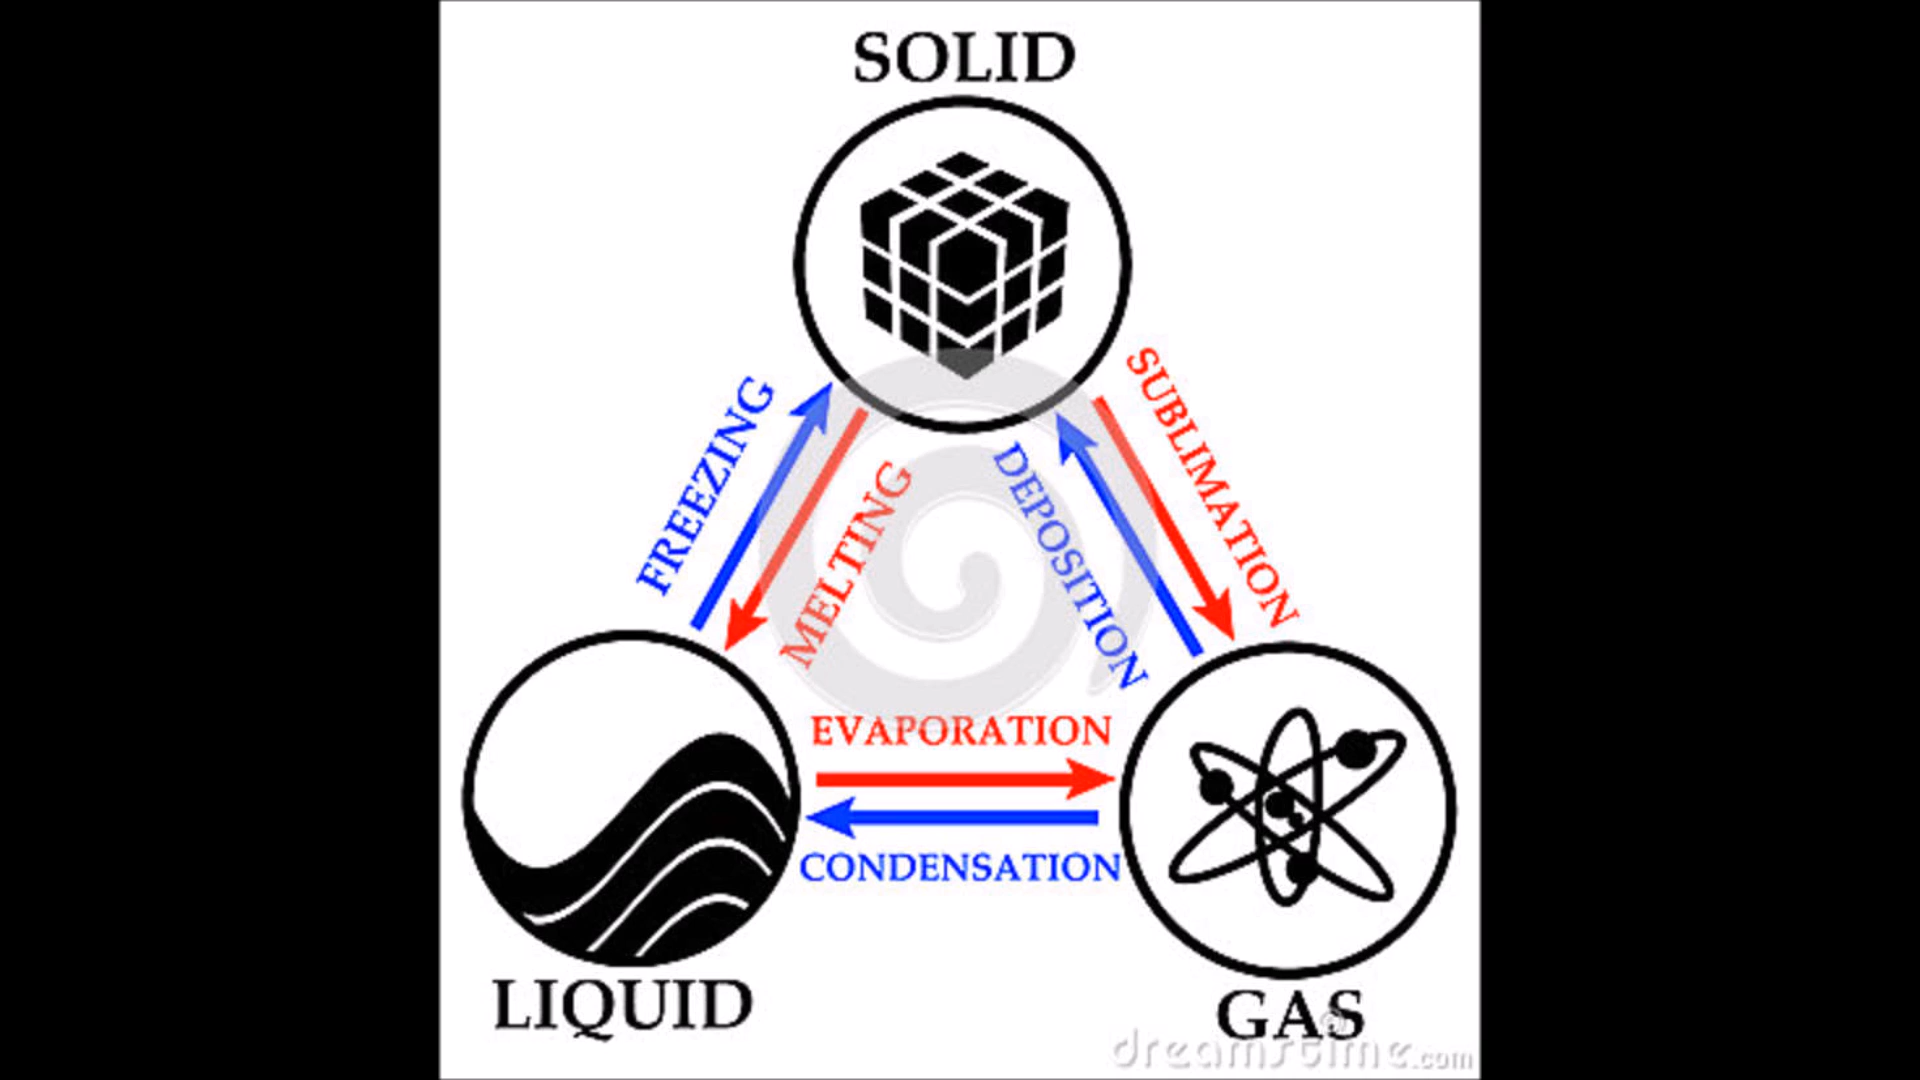 SOLID
FREEZING
MELTING
DEPOSITION
SUBLIMATION
EVAPORATION
CONDENSATION
LIQUID
GAS
dreamstime.com